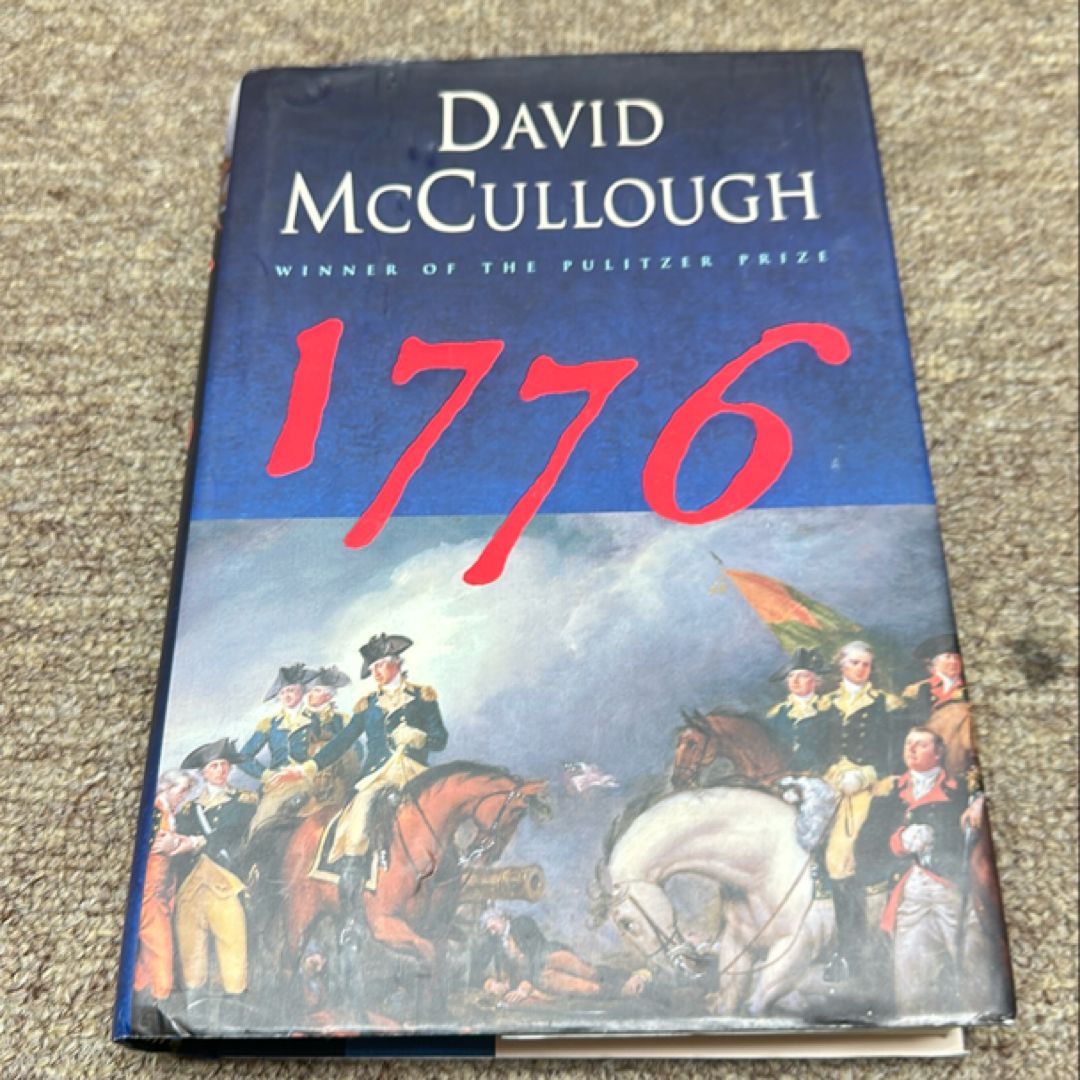 DAVID
MCCULLOUGH
WINNER OF THE PULITZER PRIZE
1776